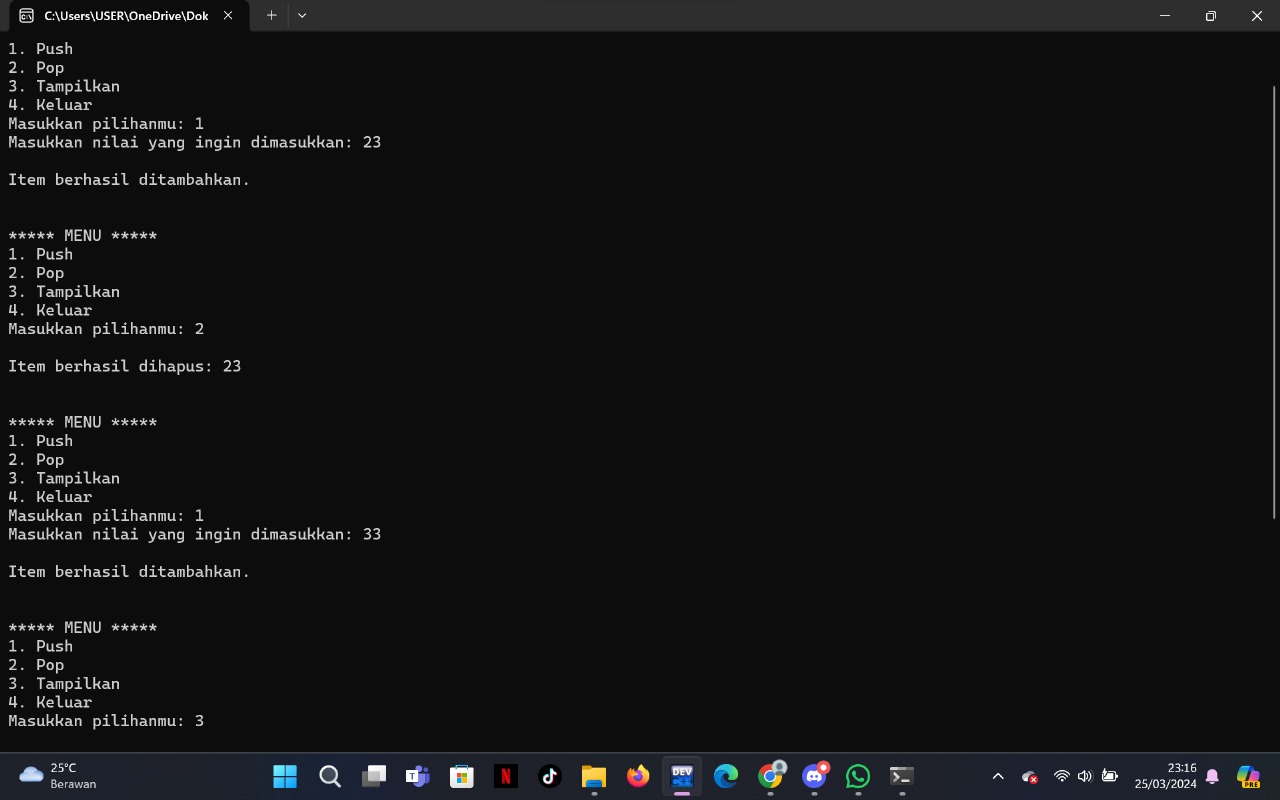 C:\Users\USER\OneDrive\Dok
1. Push
2. Pop
3. Tampilkan
4. Keluar
Masukkan pilihanmu: 1
Masukkan nilai yang ingin dimasukkan: 23
Item berhasil ditambahkan.
***** MENU *****
1. Push
2. Pop
3. Tampilkan
4. Keluar
Masukkan pilihanmu: 2
Item berhasil dihapus: 23
***** MENU *****
1. Push
2. Pop
3. Tampilkan
4. Keluar
Masukkan pilihanmu: 1
Masukkan nilai yang ingin dimasukkan: 33
Item berhasil ditambahkan.
***** MENU *****
1. Push
2. Pop
3. Tampilkan
4. Keluar
Masukkan pilihanmu: 3
25°C
Berawan
DEV
23:16
25/03/2024
PRE